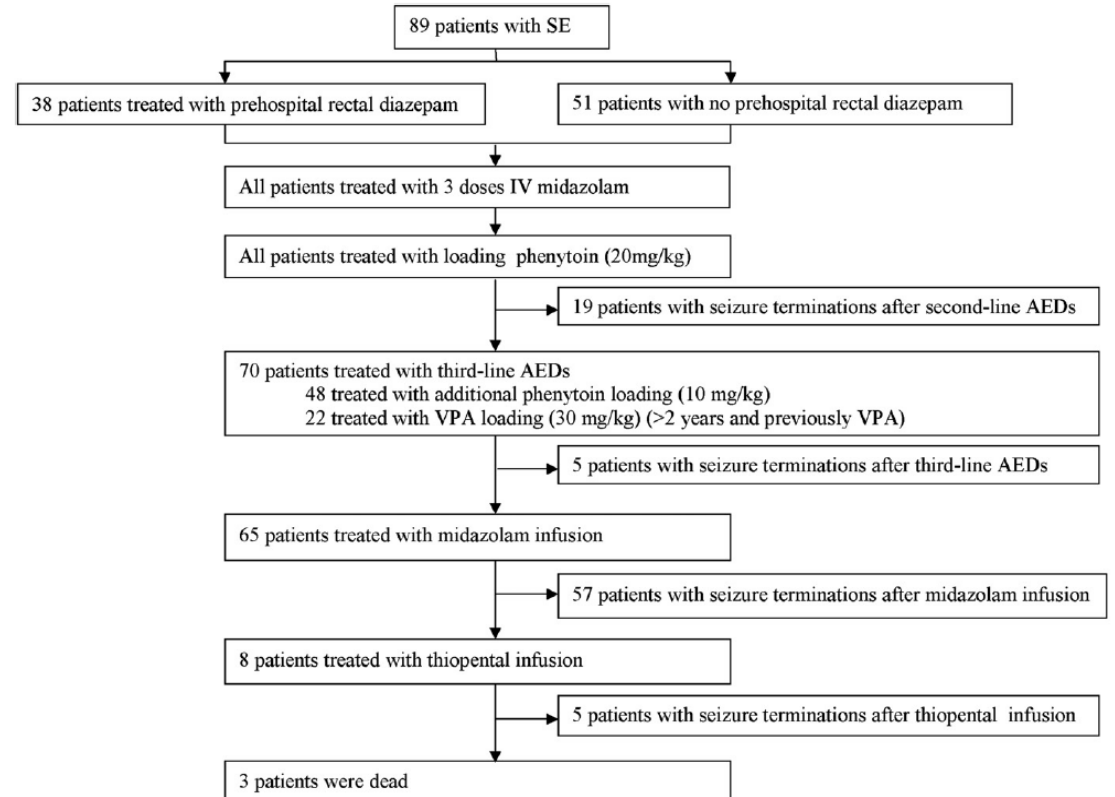 89 patients with SE
38 patients treated with prehospital rectal diazepam
51 patients with no prehospital rectal diazepam
All patients treated with 3 doses IV midazolam
All patients treated with loading phenytoin (20mg/kg)
19 patients with seizure terminations after second-line AEDs
70 patients treated with third-line AEDs
48 treated with additional phenytoin loading (10 mg/kg)
22 treated with VPA loading (30 mg/kg) (>2 years and previously VPA)
5 patients with seizure terminations after third-line AEDs
65 patients treated with midazolam infusion
57 patients with seizure terminations after midazolam infusion
8 patients treated with thiopental infusion
5 patients with seizure terminations after thiopental infusion
3 patients were dead